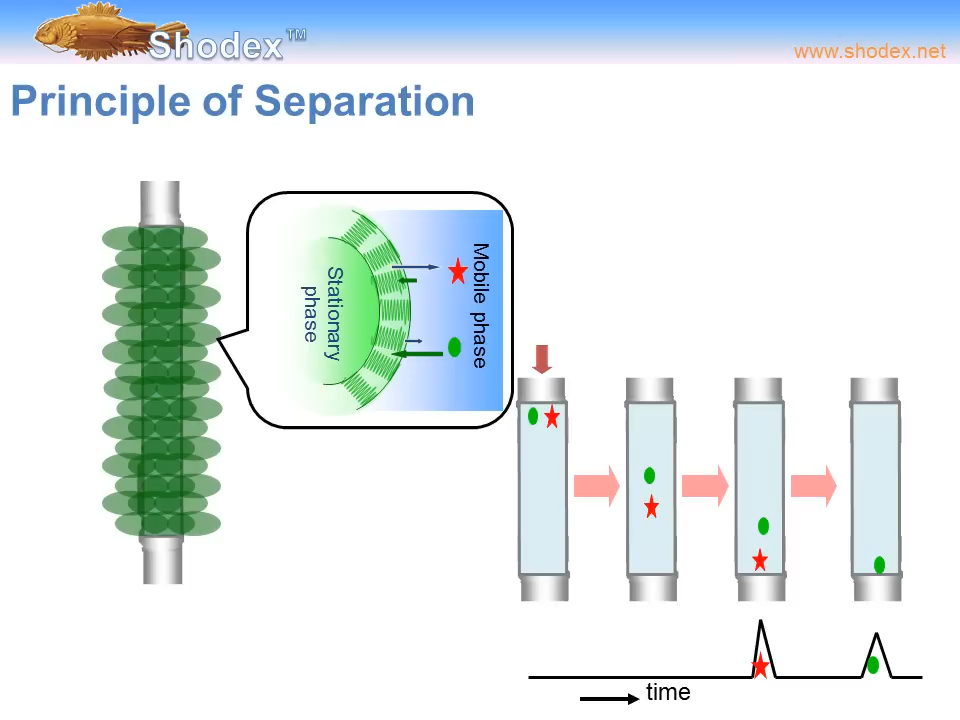 Shodex™
www.shodex.net
Principle of Separation
Stationary
phase
Mobile phase
time